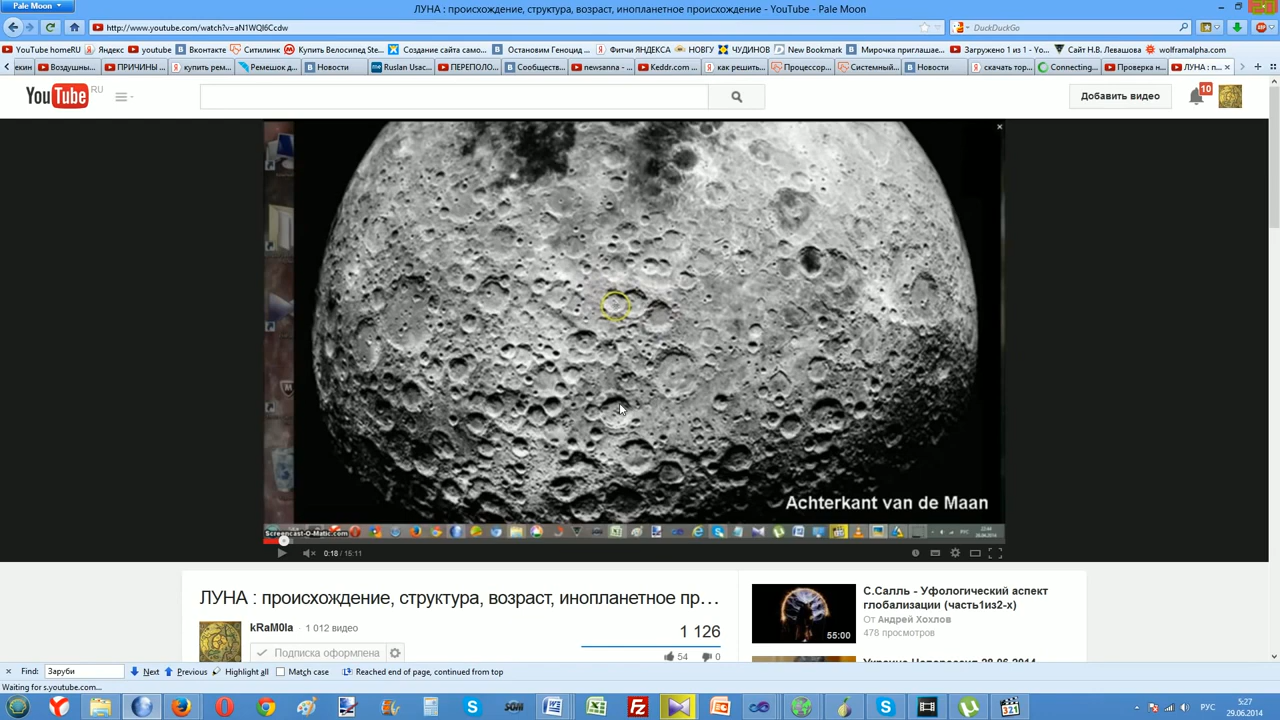 Pale Moon
ЛУНА : происхождение, структура, возраст, инопланетное происхождение - YouTube - Pale Moon
http://www.youtube.com/watch?v=aN1WQl6Ccdw
DuckDuckGo
YouTube homeRU
Яндекс
youtube
Вконтакте
Ситилинк
Купить Велосипед Ste...
Создание сайта само...
Остановим Геноцид ...
Фитчи ЯНДЕКСА
НОВГУ
ЧУДИНОВ
New Bookmark
Мирочка приглашае...
Загружено 1 из 1 - Yo...
Сайт Н.В. Левашова
wolframalpha.com
екин
Воздушны...
ПРИЧИНЫ ...
купить рем...
Ремешок д...
Новости
Ruslan Usac...
ПЕРЕПОЛО...
Сообществ...
newsanna - ...
Keddr.com ...
как решить...
Процессор...
Системный...
Новости
скачать тор...
Connecting...
Проверка н...
ЛУНА : п...
YouTube RU
Добавить видео
10
Achterkant van de Maan
Screencast-O-Matic.com
0:18 / 15:11
ЛУНА : происхождение, структура, возраст, инопланетное пр...
kRaM0la · 1 012 видео
Подписка оформлена
1 126
54
0
55:00
С.Салль - Уфологический аспект
глобализации (часть1из2-х)
От Андрей Хохлов
478 просмотров
Find:
Заруби
Next
Previous
Highlight all
Match case
Reached end of page, continued from top
Waiting for s.youtube.com...
РУС
5:27
29.06.2014